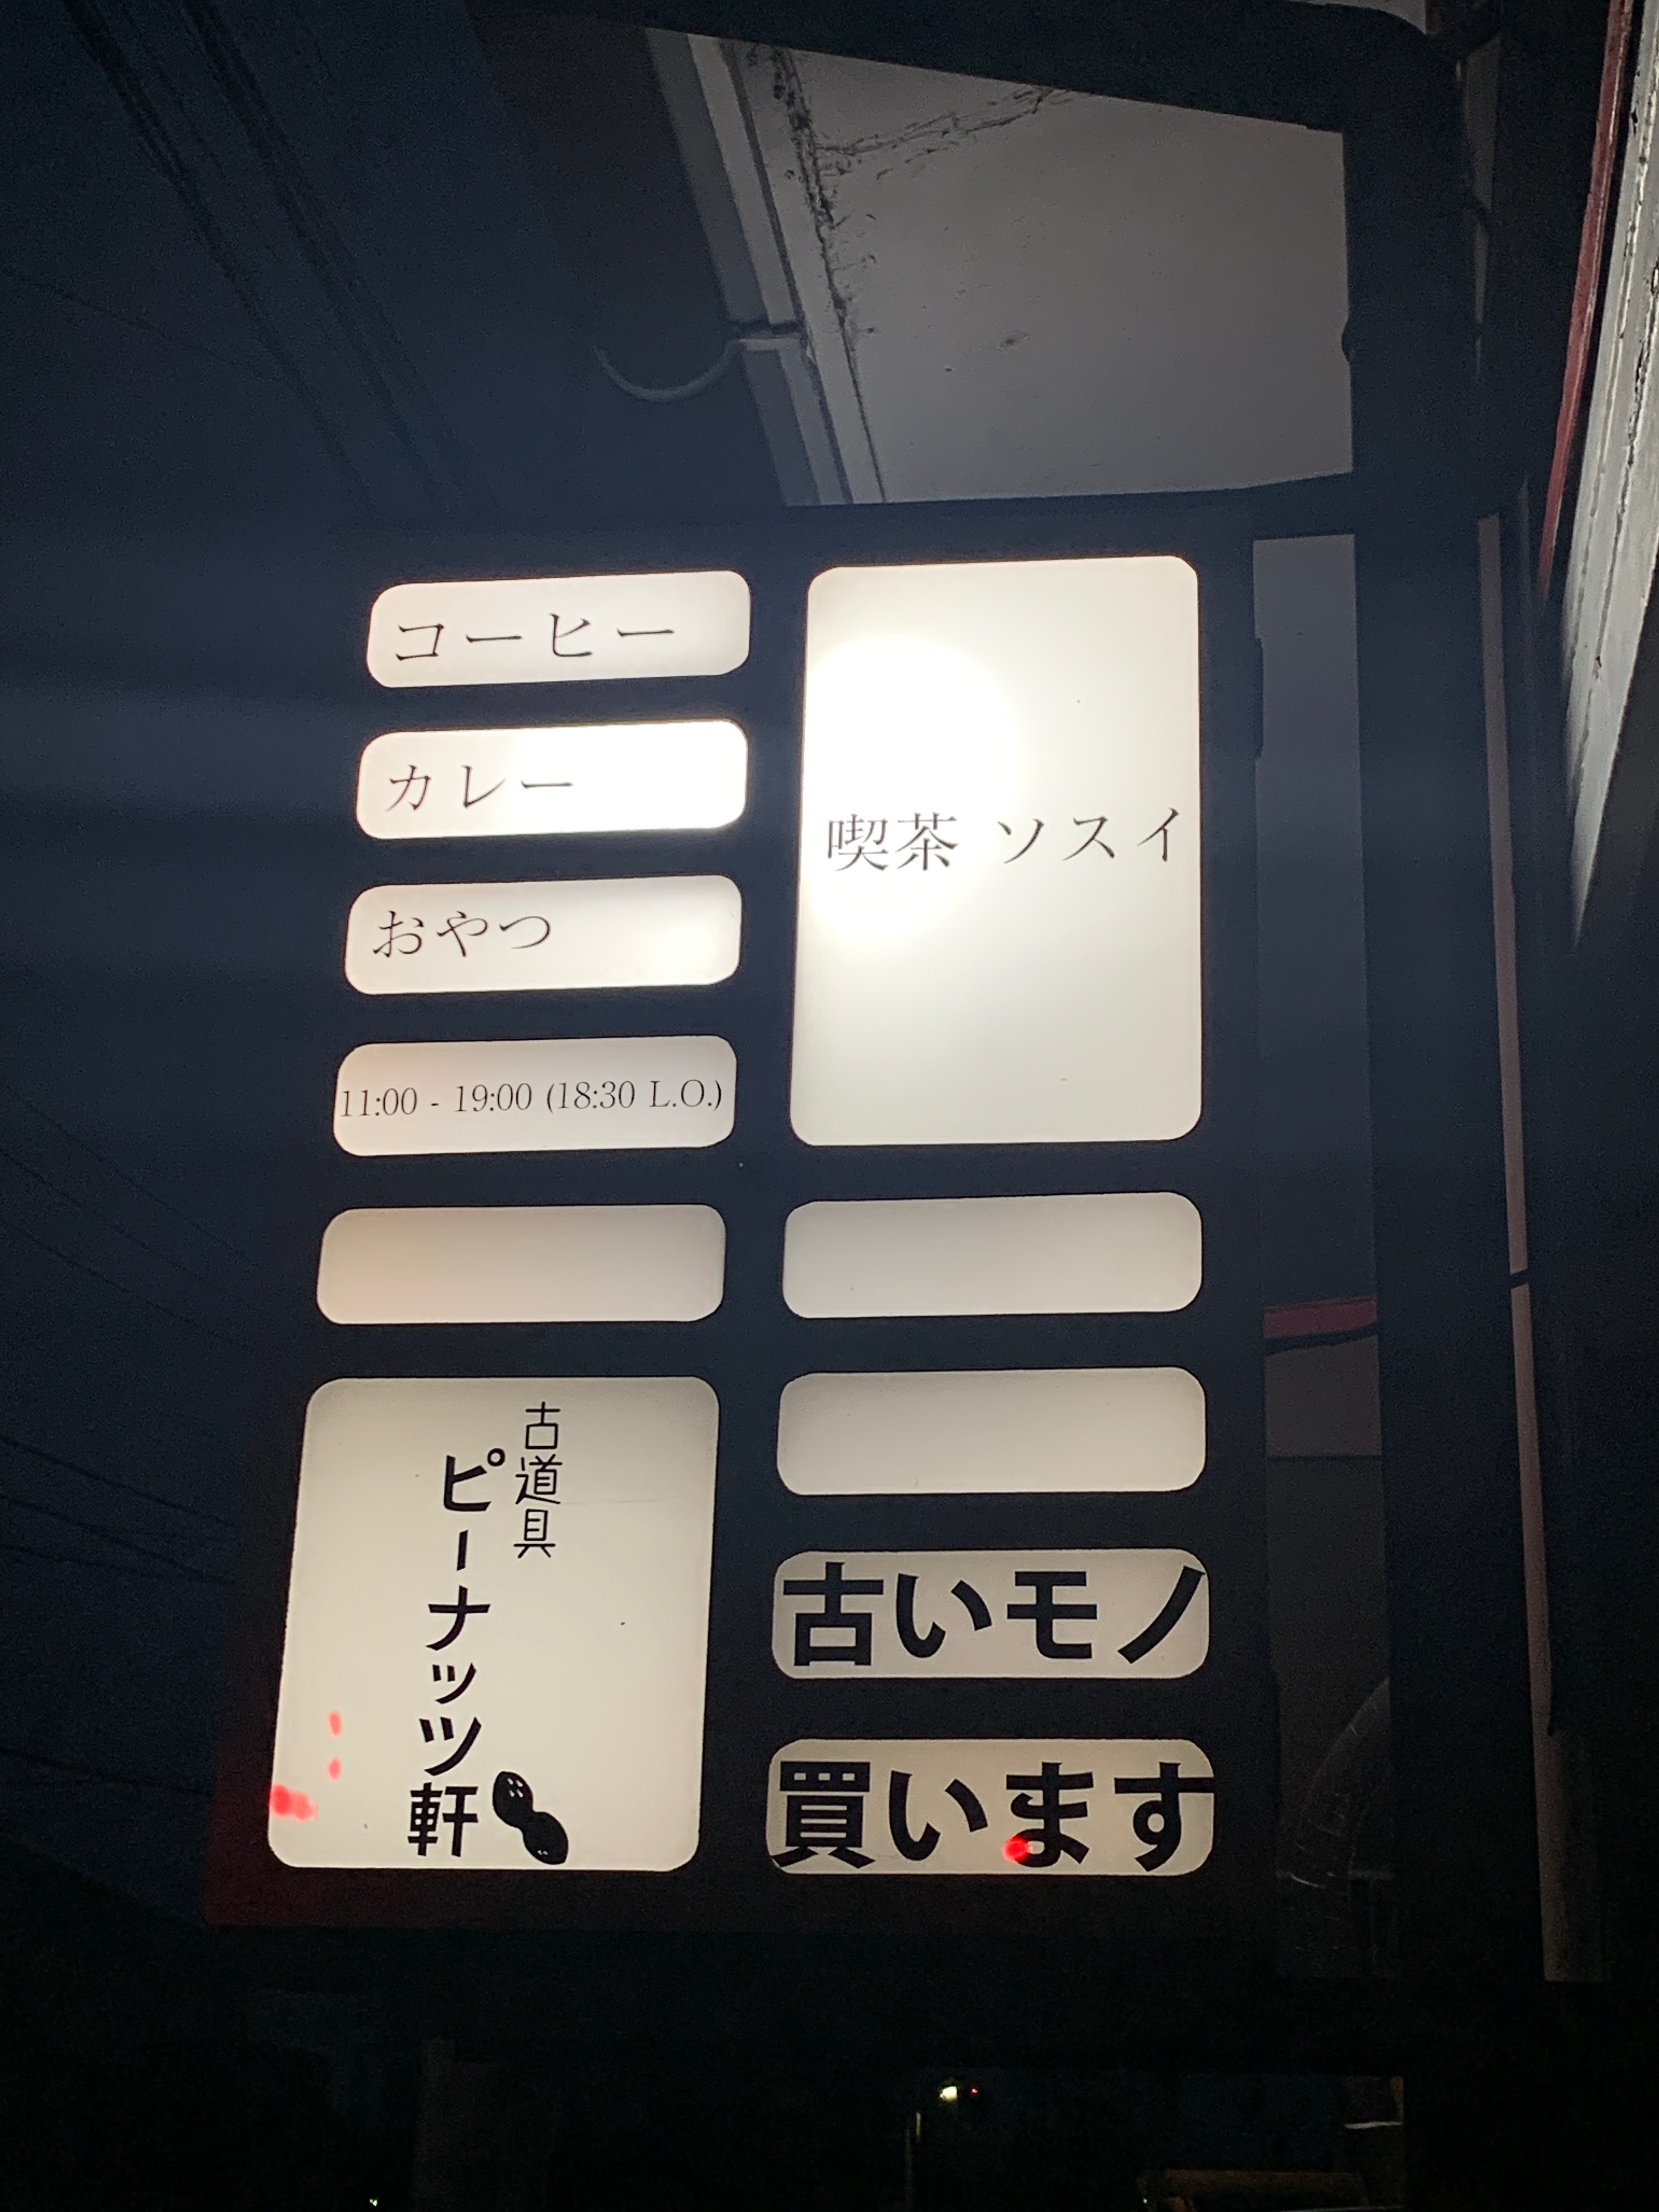 コーヒー
カレー
おやつ
11:00 - 19:00 (18:30 L.O.)
喫茶 ソスイ
古道具
ピーナッツ軒
古いモノ
買います